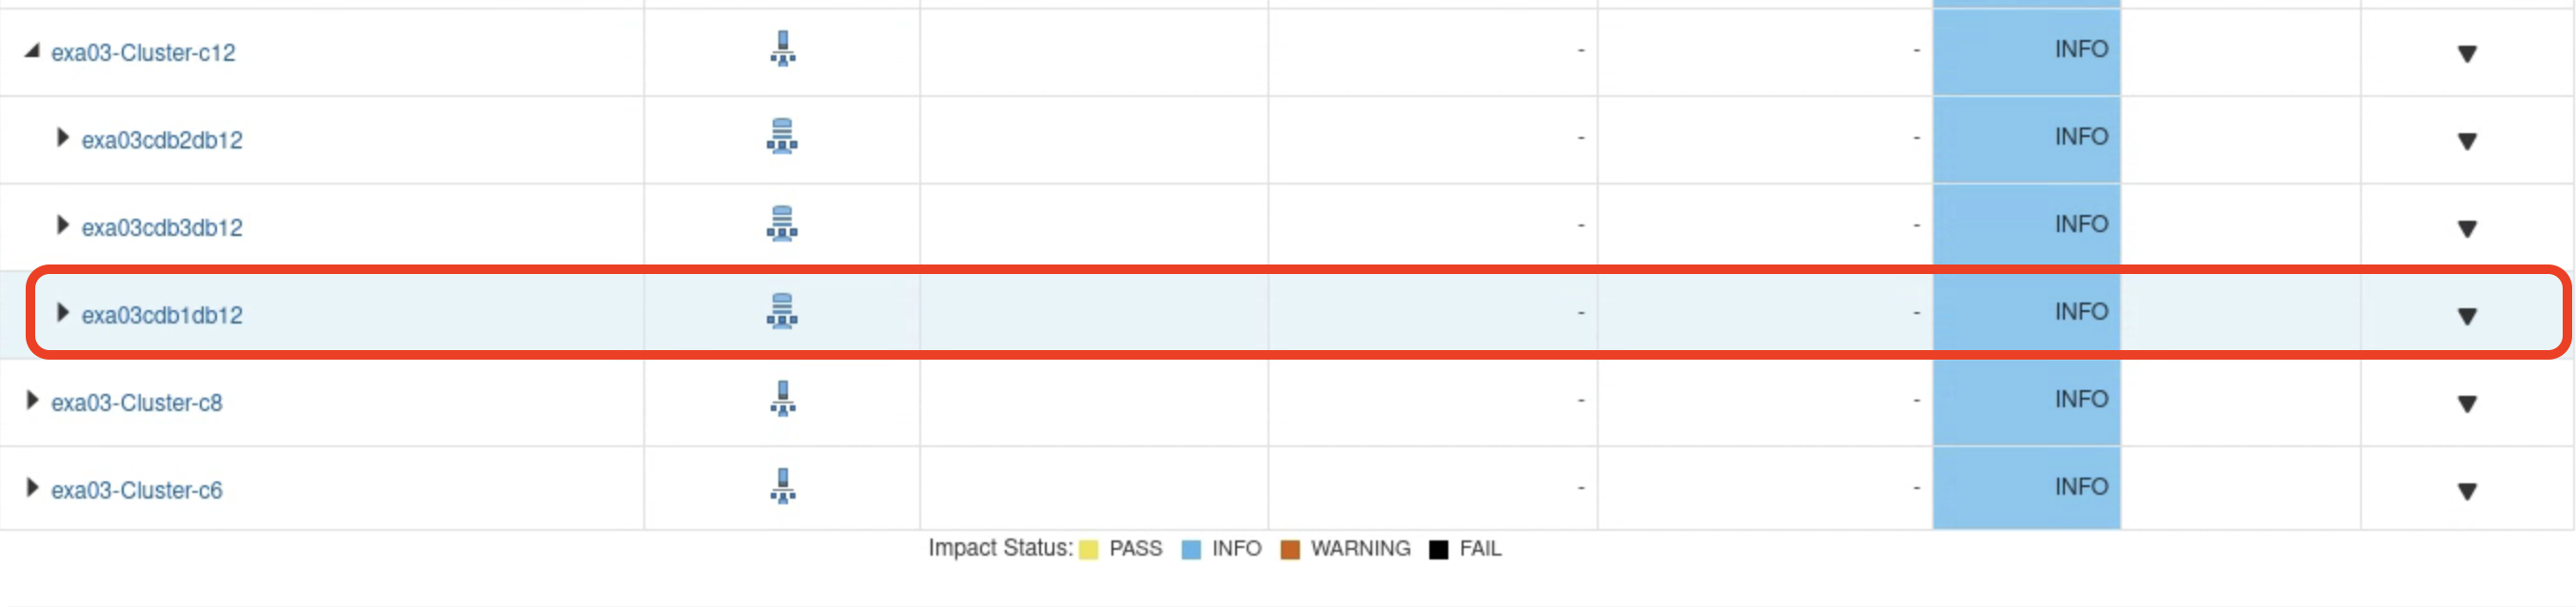 exa03-Cluster-c12 - - INFO
exa03cdb2db12 - - INFO
exa03cdb3db12 - - INFO
exa03cdb1db12 - - INFO
exa03-Cluster-c8 - - INFO
exa03-Cluster-c6 - - INFO
Impact Status: PASS INFO WARNING FAIL